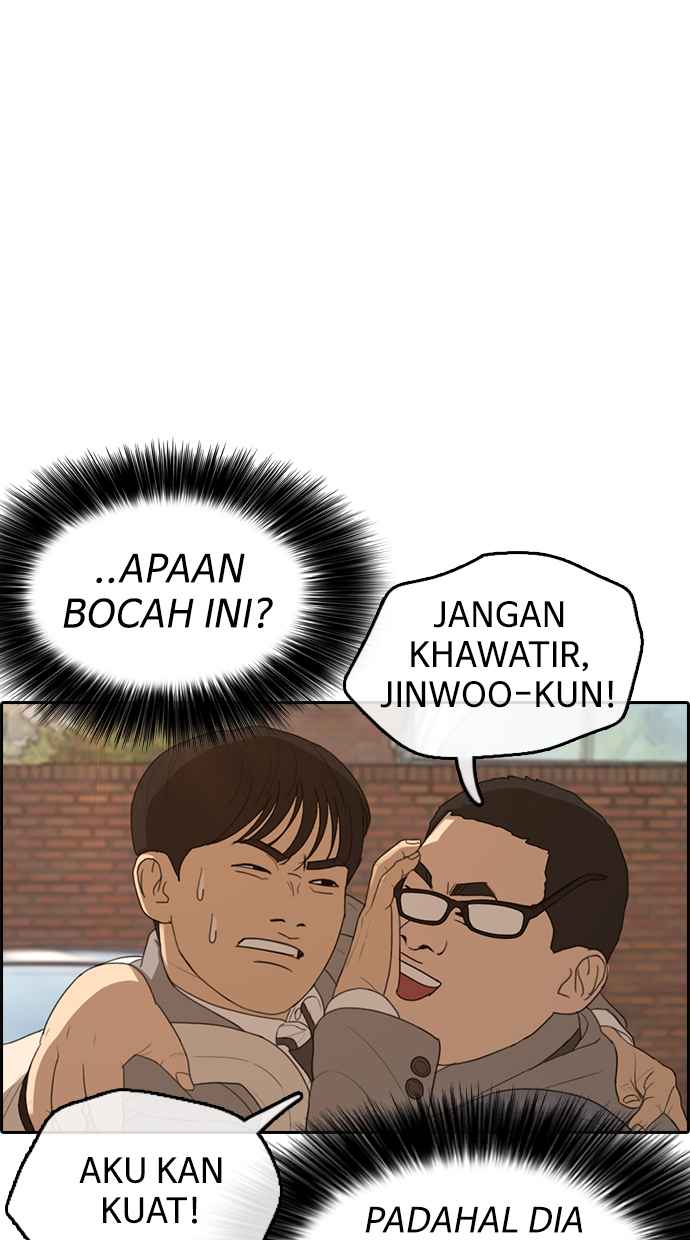 ..APAAN
BOCAH INI?
JANGAN
KHAWATIR,
JINWOO-KUN!
AKU KAN
KUAT!
PADAHAL DIA